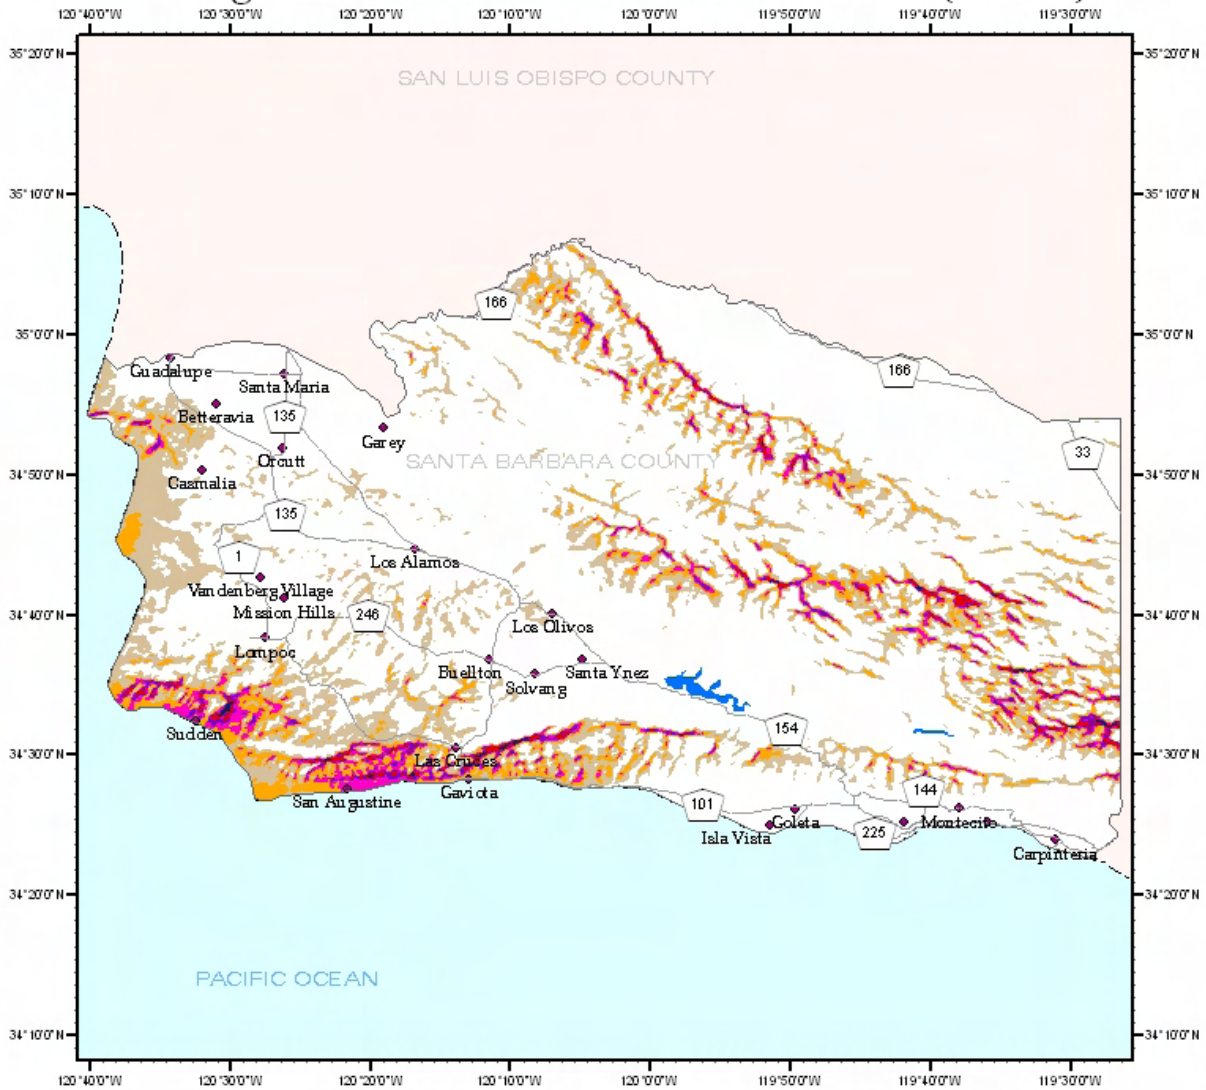 120°40'0"W 120°30'0"W 120°20'0"W 120°10'0"W 120°0'0"W 119°50'0"W 119°40'0"W 119°30'0"W
35°20'0"N 35°20'0"N
SAN LUIS OBISPO COUNTY
35°10'0"N 35°10'0"N
166
35°0'0"N 35°0'0"N
Guadalupe
166
Santa Maria
Betteravia
135
Garey
33
Orcutt
SANTA BARBARA COUNTY
34°50'0"N 34°50'0"N
Casmalia
135
1
Los Alamos
Vandenberg Village
Mission Hills
246
34°40'0"N 34°40'0"N
Los Olivos
Lompoc
Buellton
Santa Ynez
Solvang
154
Sudden
34°30'0"N 34°30'0"N
Las Cruces
144
Gaviota
San Augustine
101
Goleta
Montecito
225
Isla Vista
Carpinteria
34°20'0"N 34°20'0"N
PACIFIC OCEAN
34°10'0"N 34°10'0"N
120°40'0"W 120°30'0"W 120°20'0"W 120°10'0"W 120°0'0"W 119°50'0"W 119°40'0"W 119°30'0"W